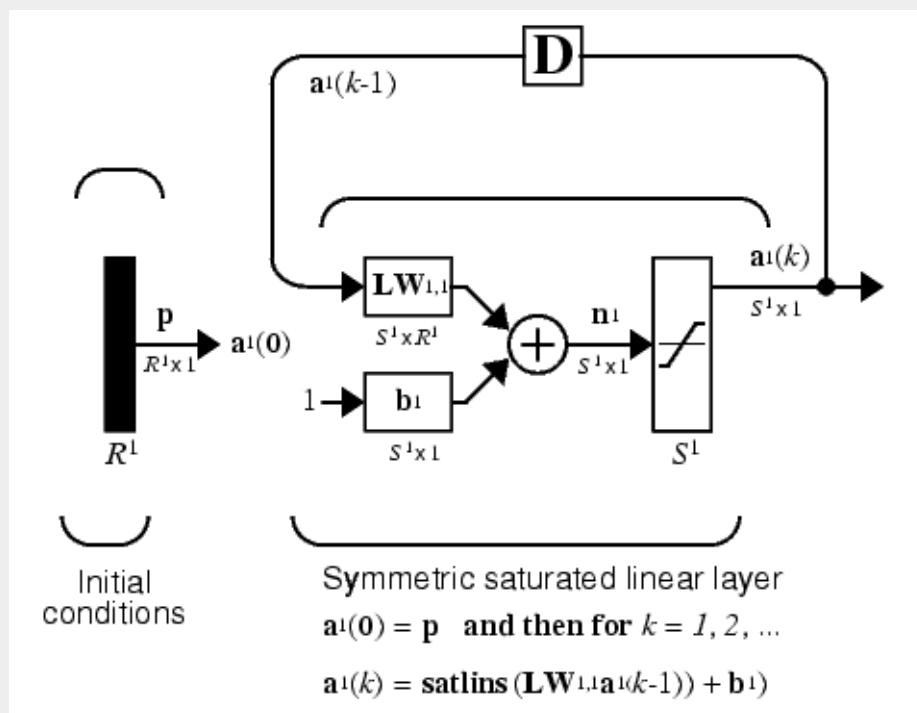 D
a¹(k-1)
a¹(k)
LW1,1
p
n¹
S¹x1
S¹xR¹
a¹(0)
R¹x1
S¹x1
1
b¹
R¹
S¹x1
S¹
Initial
conditions
Symmetric saturated linear layer
a¹(0) = p and then for k = 1, 2, ...
a¹(k) = satlins (LW1,1a¹(k-1)) + b¹)